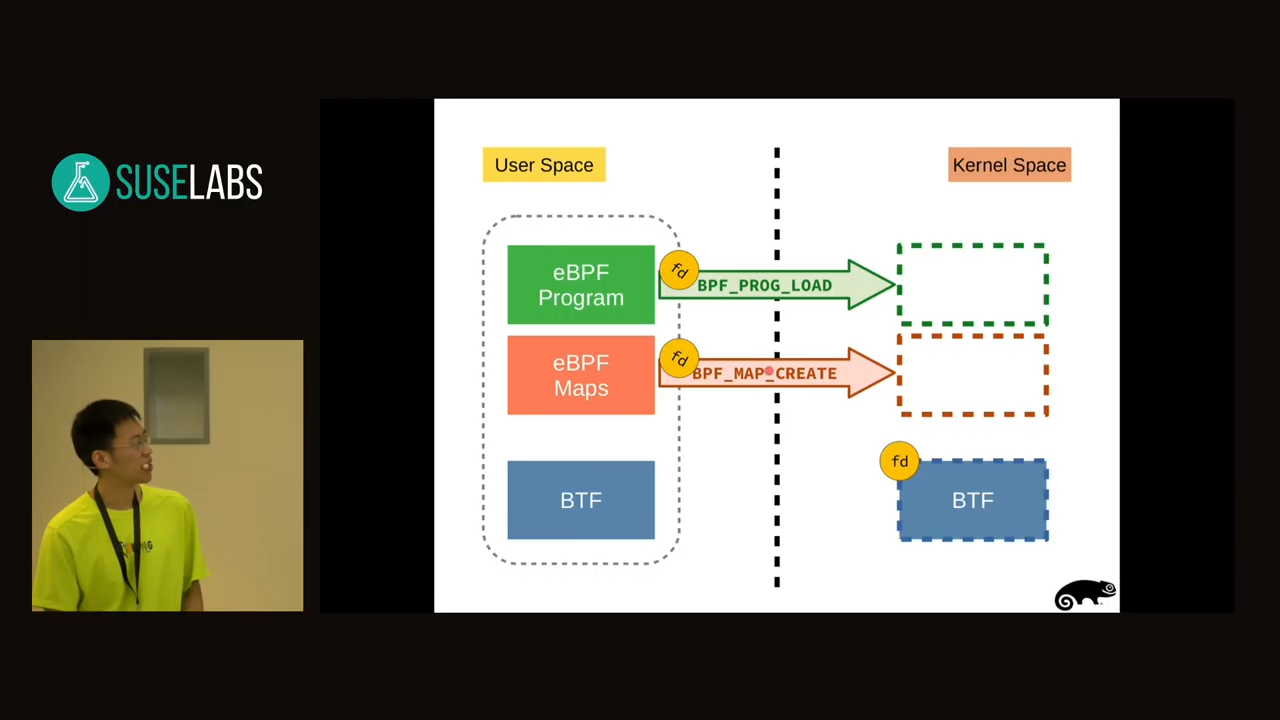 SUSELABS
User Space
Kernel Space
eBPF
Program
fd
BPF_PROG_LOAD
eBPF
Maps
fd
BPF_MAP_CREATE
BTF
fd
BTF